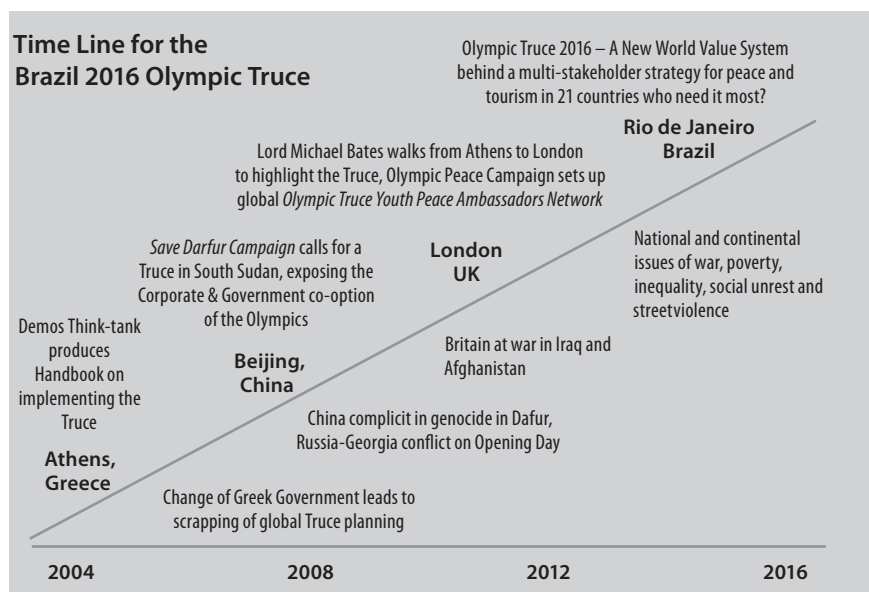 Time Line for the
Brazil 2016 Olympic Truce
Olympic Truce 2016 – A New World Value System
behind a multi-stakeholder strategy for peace and
tourism in 21 countries who need it most?
Rio de Janeiro
Brazil
Lord Michael Bates walks from Athens to London
to highlight the Truce, Olympic Peace Campaign sets up
global Olympic Truce Youth Peace Ambassadors Network
National and continental
issues of war, poverty,
inequality, social unrest and
streetviolence
Save Darfur Campaign calls for a
Truce in South Sudan, exposing the
Corporate & Government co-option
of the Olympics
London
UK
Britain at war in Iraq and
Afghanistan
Demos Think-tank
produces
Handbook on
implementing the
Truce
Beijing,
China
China complicit in genocide in Dafur,
Russia-Georgia conflict on Opening Day
Athens,
Greece
Change of Greek Government leads to
scrapping of global Truce planning
2004
2008
2012
2016